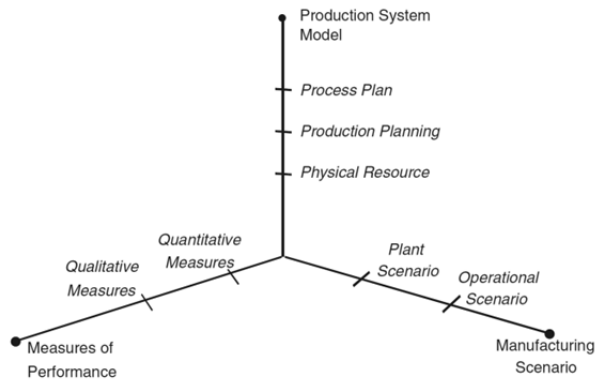 Production System
Model
Process Plan
Production Planning
Physical Resource
Quantitative
Measures
Qualitative
Measures
Plant
Scenario
Operational
Scenario
Measures of
Performance
Manufacturing
Scenario